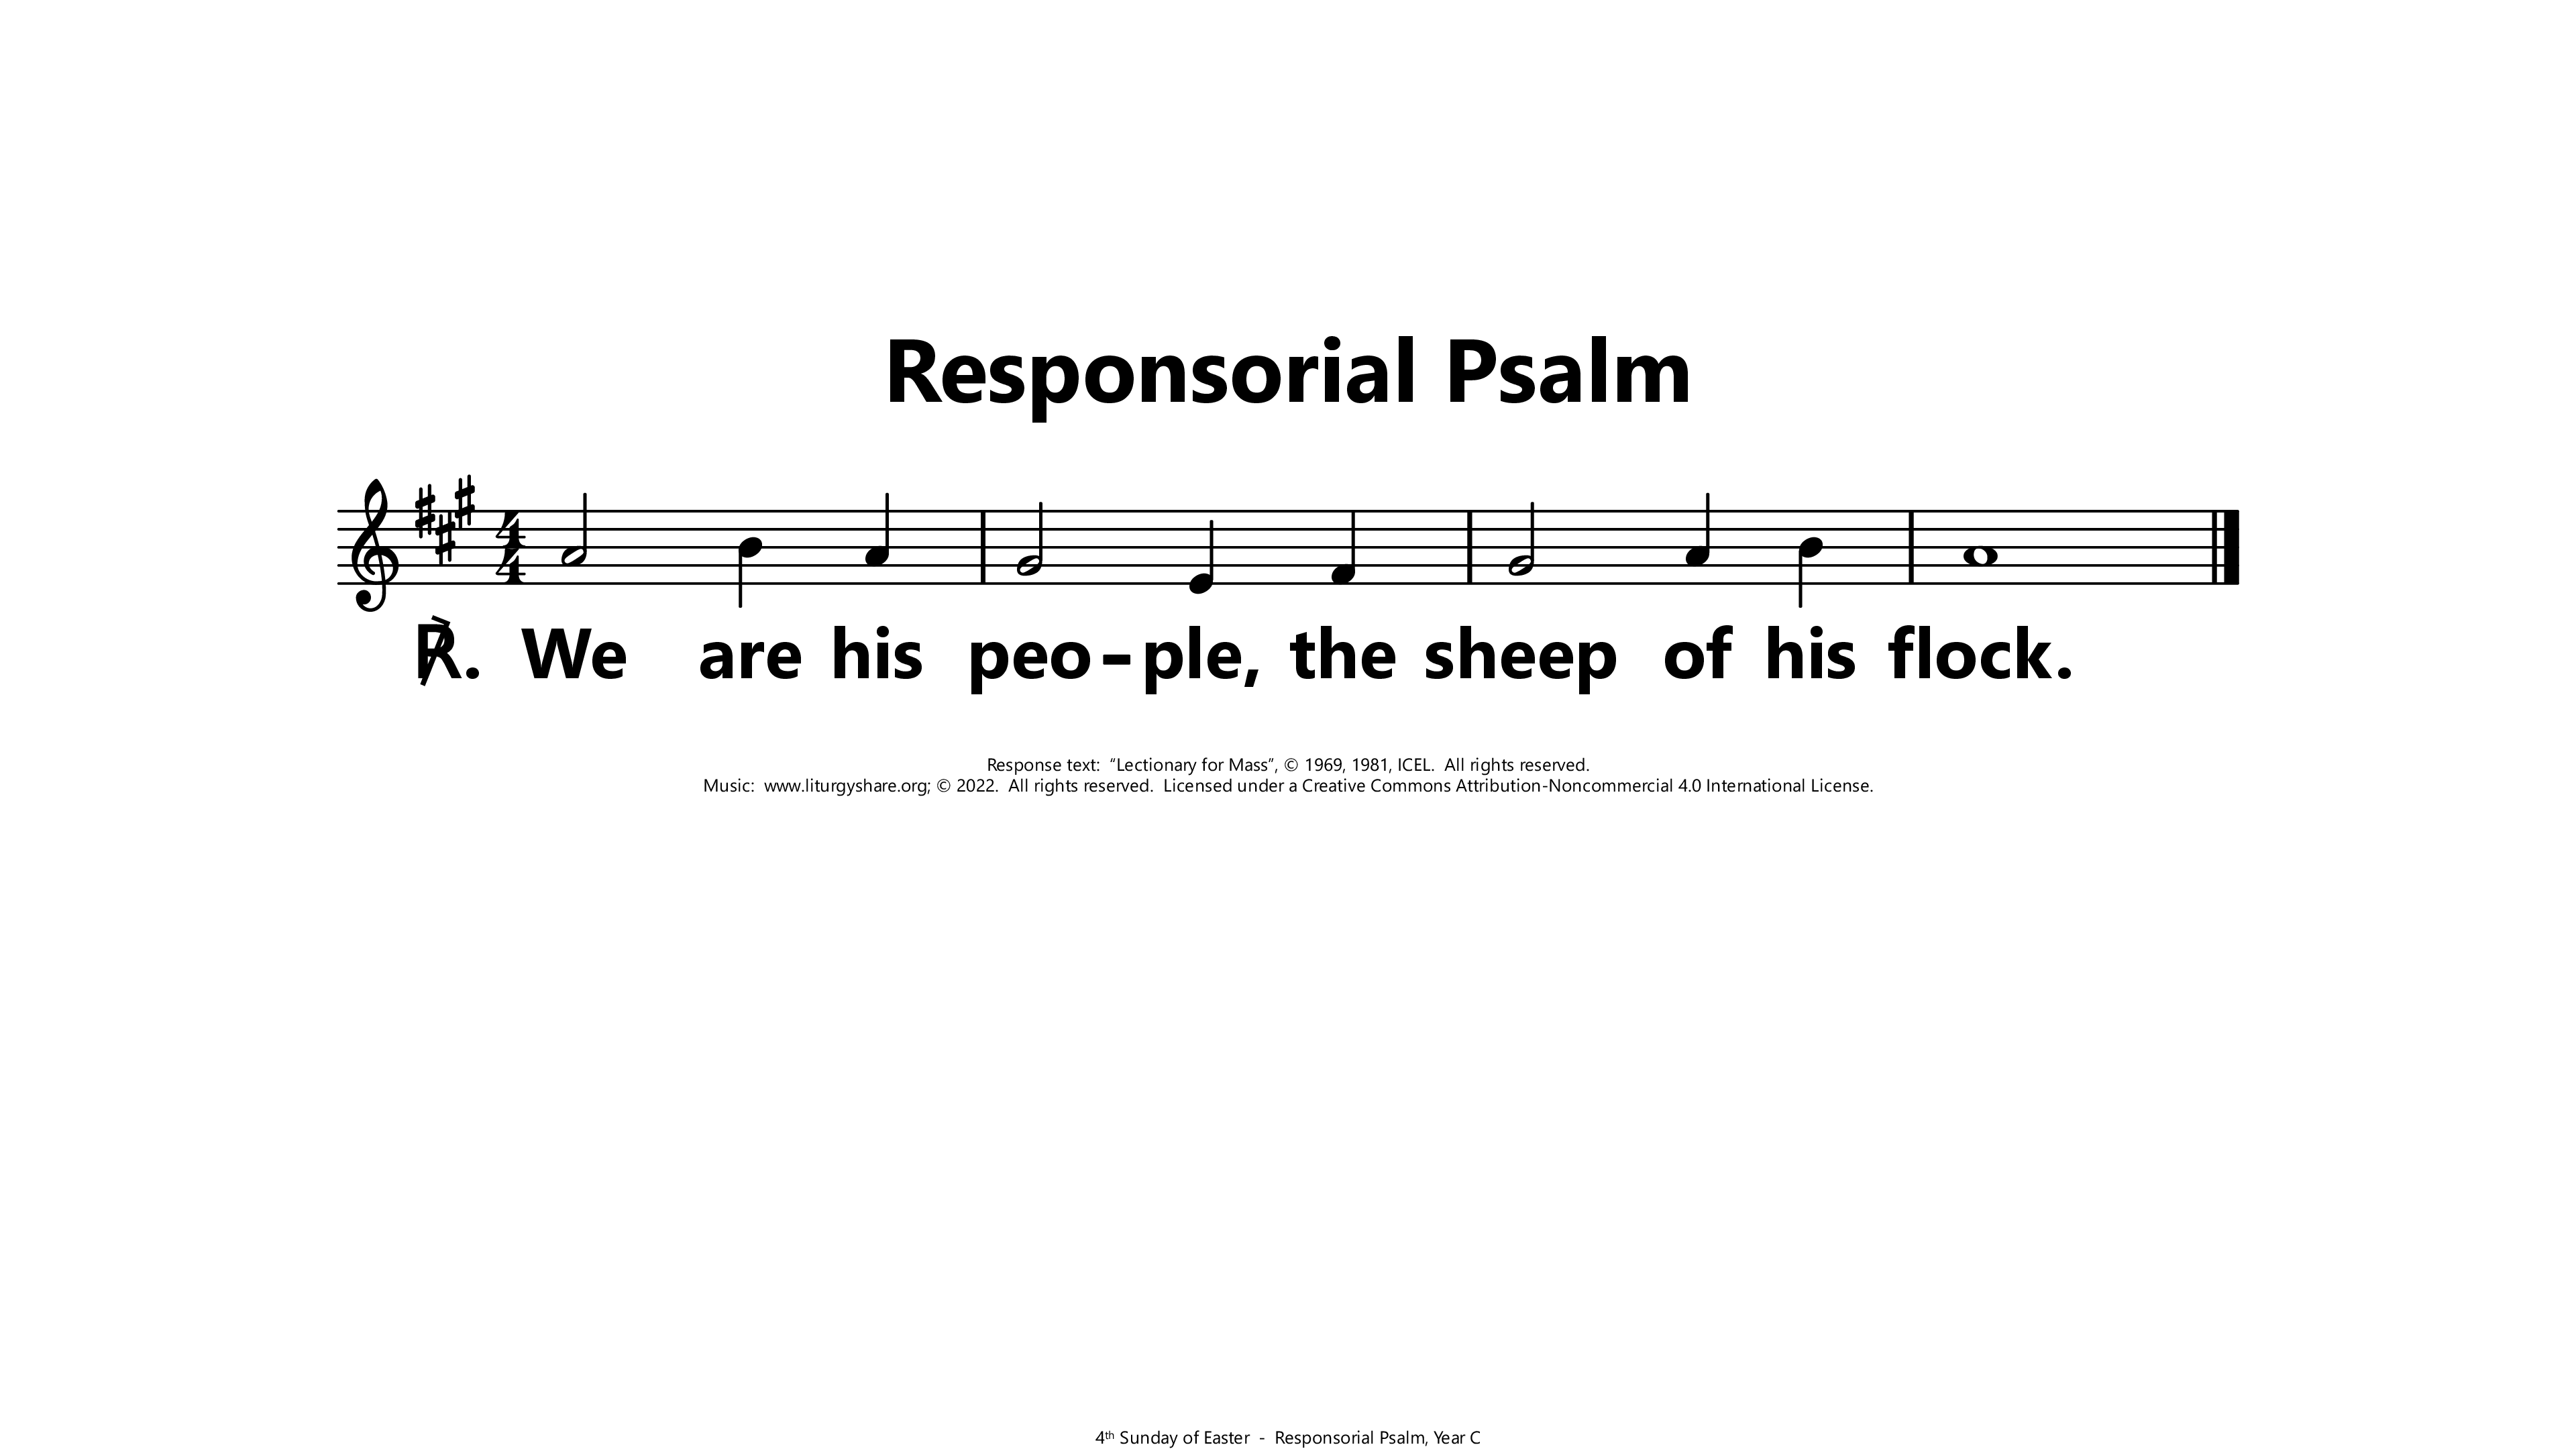 Responsorial Psalm
4
4
℟. We are his peo-ple, the sheep of his flock.
Response text:  “Lectionary for Mass”, © 1969, 1981, ICEL.  All rights reserved.
Music:  www.liturgyshare.org; © 2022.  All rights reserved.  Licensed under a Creative Commons Attribution-Noncommercial 4.0 International License.
4th Sunday of Easter  -  Responsorial Psalm, Year C